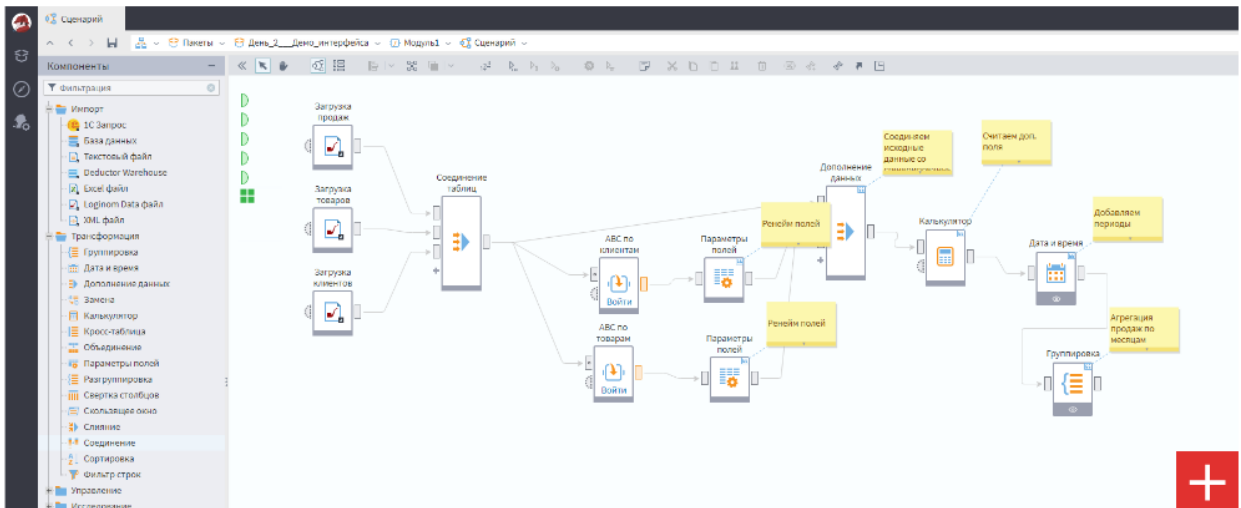 Сценарий
Пакеты
День_2___Демо_интерфейса
Модуль1
Сценарий
Компоненты
Фильтрация
Импорт
1С Запрос
База данных
Текстовый файл
Deductor Warehouse
Excel файл
Loginom Data файл
XML файл
Трансформация
Группировка
Дата и время
Дополнение данных
Замена
Калькулятор
Кросс-таблица
Объединение
Параметры полей
Разгруппировка
Свертка столбцов
Скользящее окно
Слияние
Соединение
Сортировка
Фильтр строк
Управление
Исследование
Загрузка
продаж
Загрузка
товаров
Загрузка
клиентов
Соединение
таблиц
АВС по
клиентам
Войти
АВС по
товарам
Войти
Параметры
полей
Параметры
полей
Ренейм полей
Ренейм полей
Дополнение
данных
Соединяем
исходные
данные со
Калькулятор
Считаем доп.
поля
Дата и время
Добавляем
периоды
Группировка
Агрегация
продаж по
месяцам